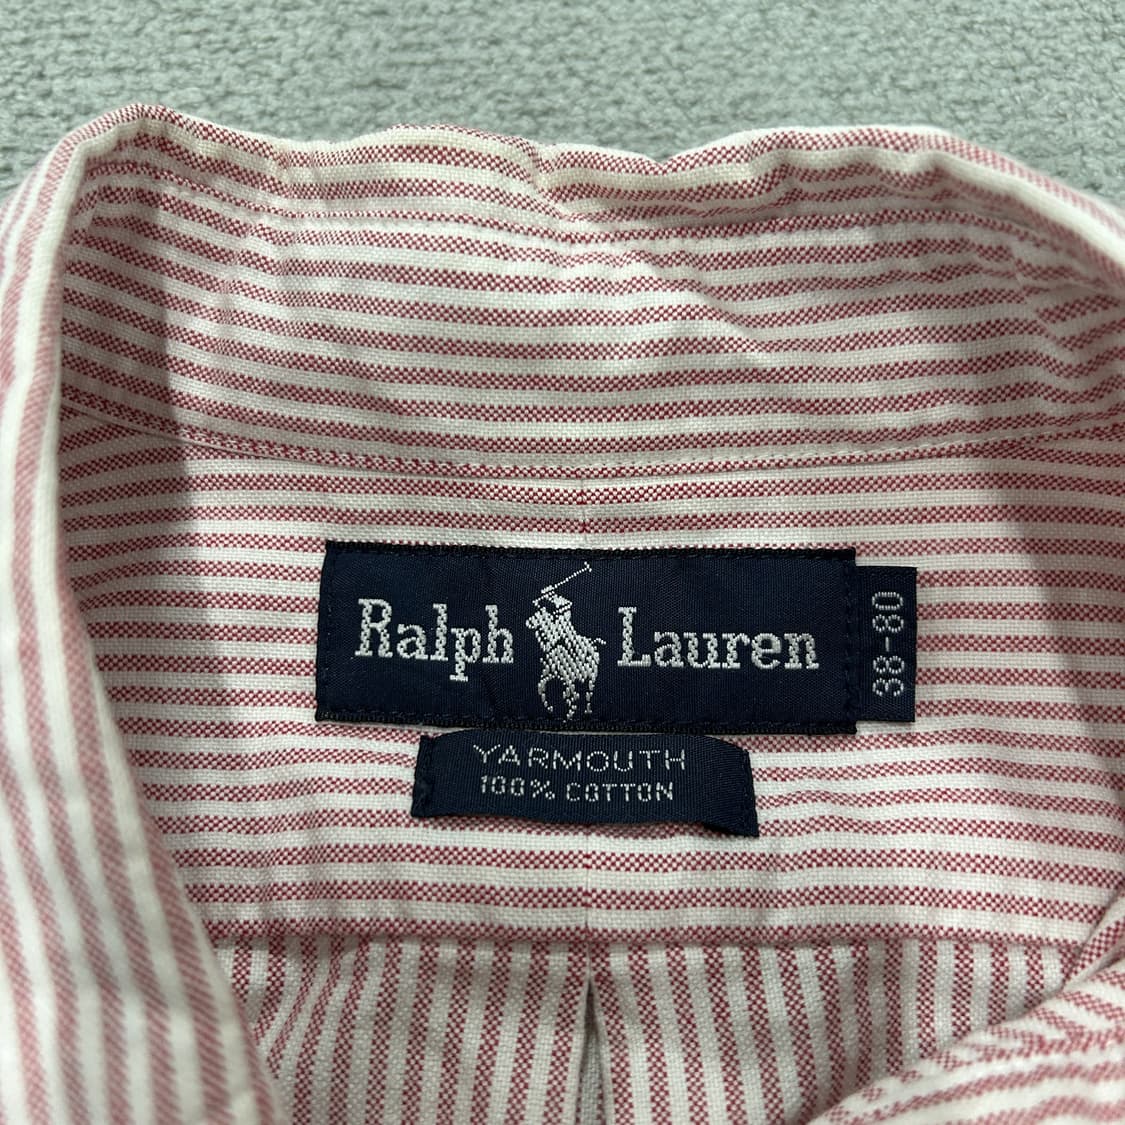 Ralph Lauren
38-80
YARMOUTH
100% COTTON